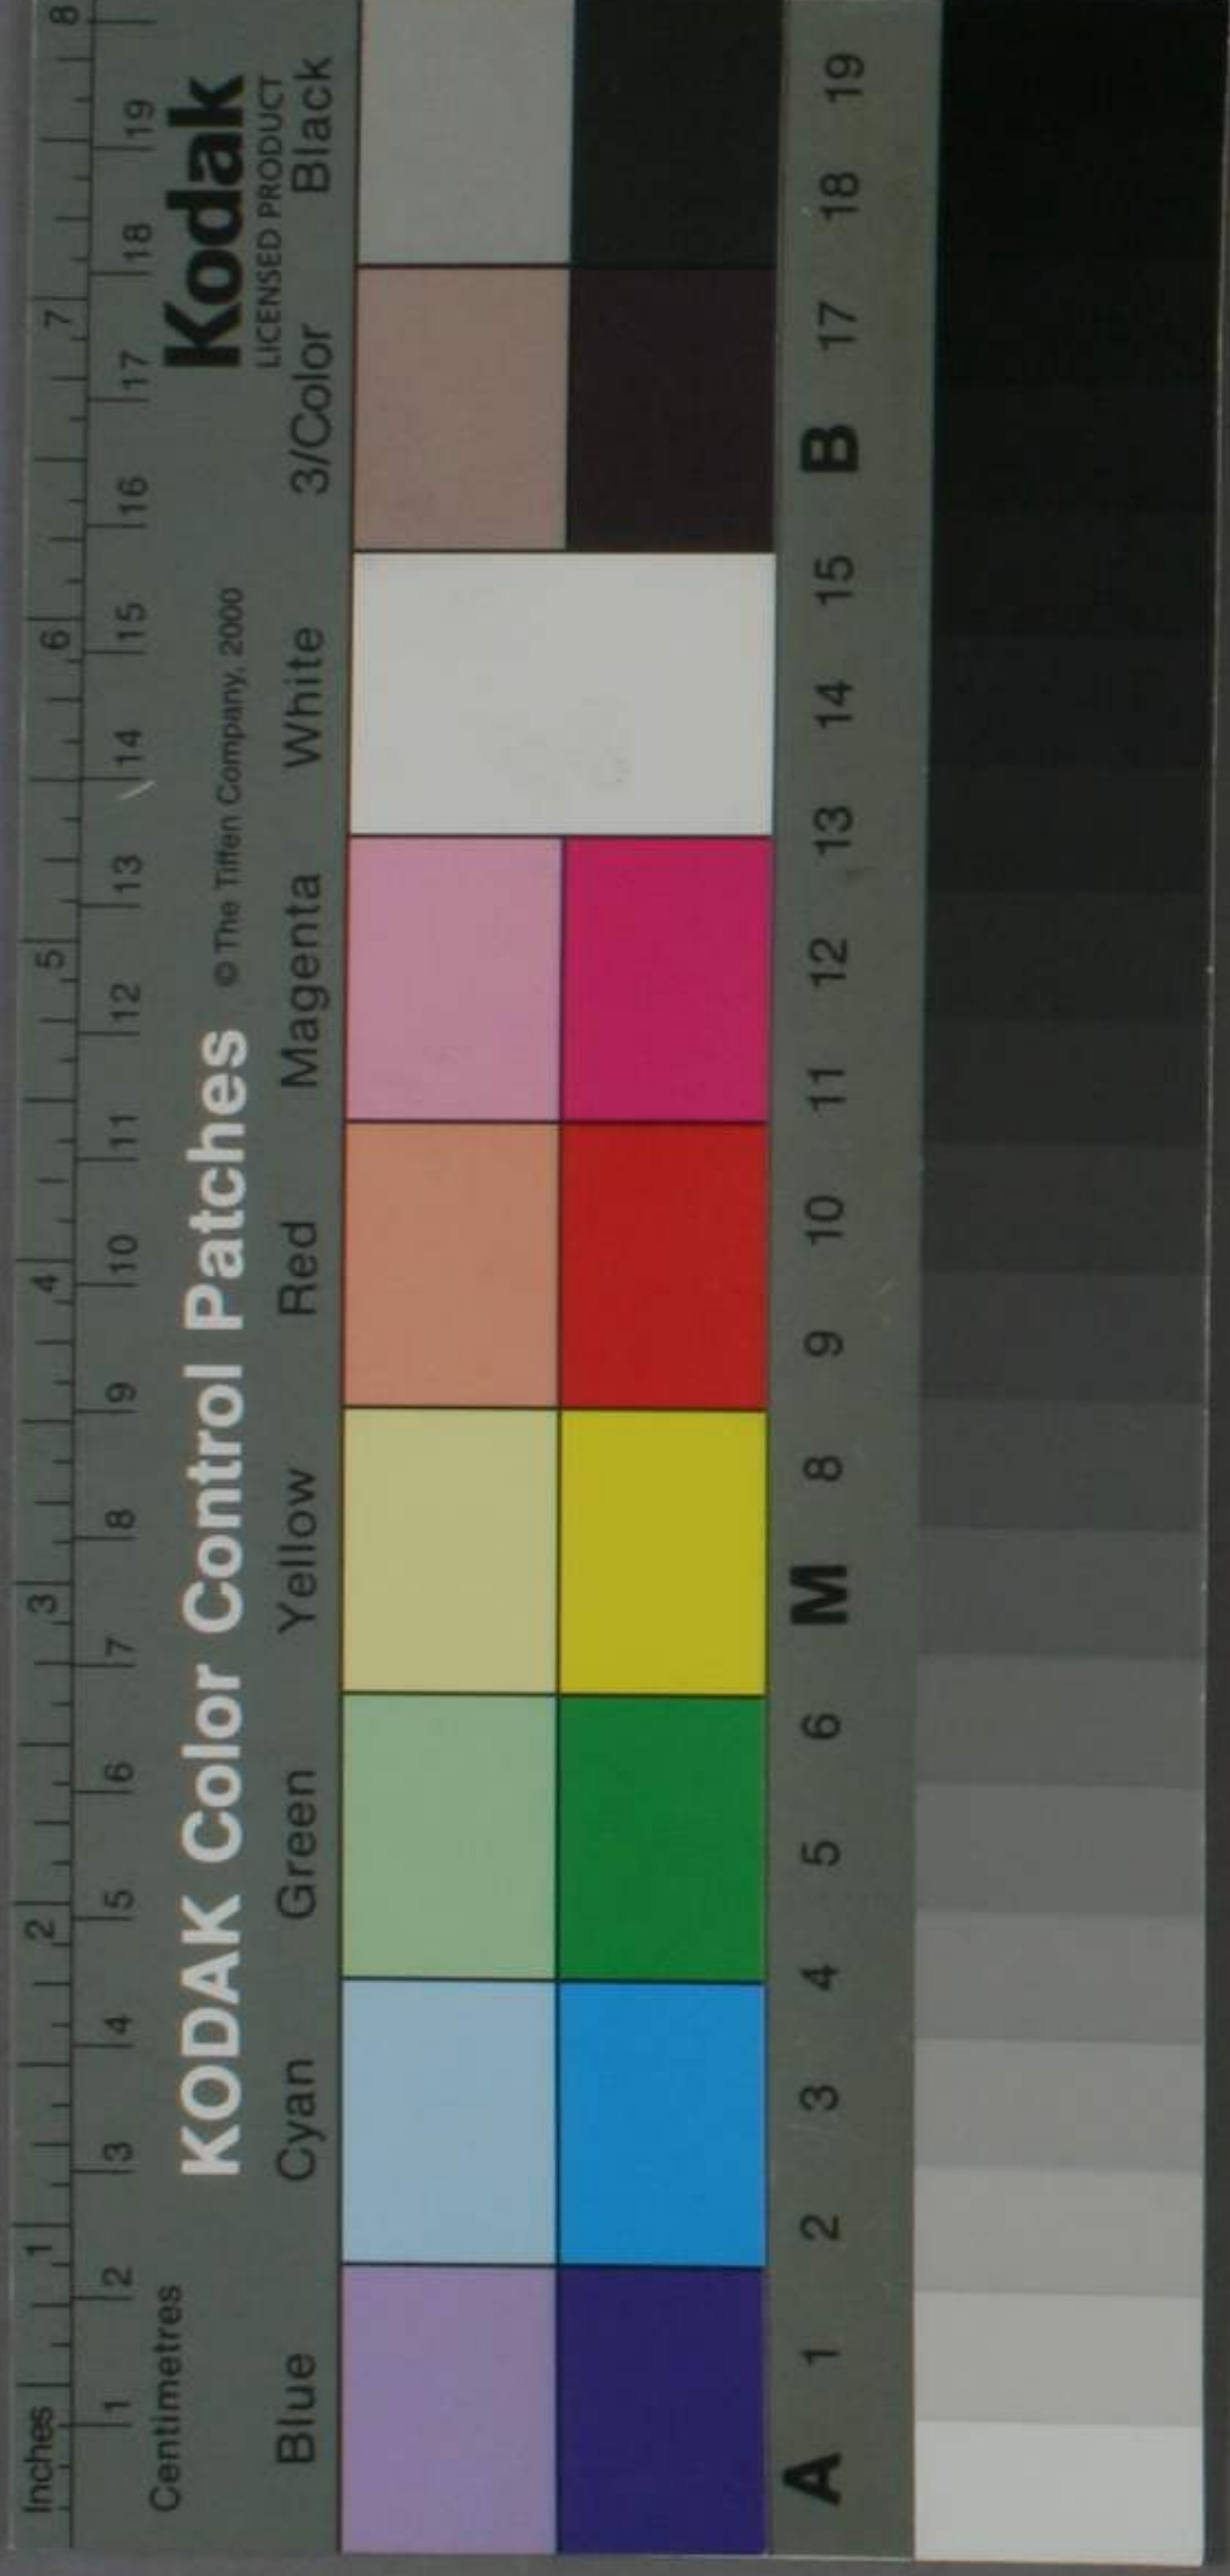 Inches 1 2 3 4 5 6 7 8
1 2 3 4 5 6 7 8 9 10 11 12 13 14 15 16 17 18 19
Centimetres
KODAK Color Control Patches © The Tiffen Company, 2000 Kodak
LICENSED PRODUCT
Blue Cyan Green Yellow Red Magenta White 3/Color Black
A 1 2 3 4 5 6 M 8 9 10 11 12 13 14 15 B 17 18 19